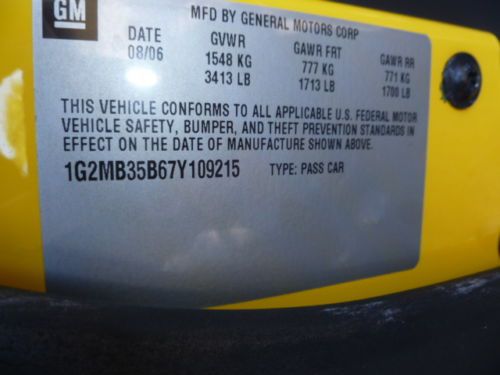 GM
MFD BY GENERAL MOTORS CORP
DATE GVWR GAWR FRT GAWR RR
08/06 1548 KG 777 KG 771 KG
3413 LB 1713 LB 1700 LB
THIS VEHICLE CONFORMS TO ALL APPLICABLE U.S. FEDERAL MOTOR
VEHICLE SAFETY, BUMPER, AND THEFT PREVENTION STANDARDS IN
EFFECT ON THE DATE OF MANUFACTURE SHOWN ABOVE.
1G2MB35B67Y109215 TYPE: PASS CAR